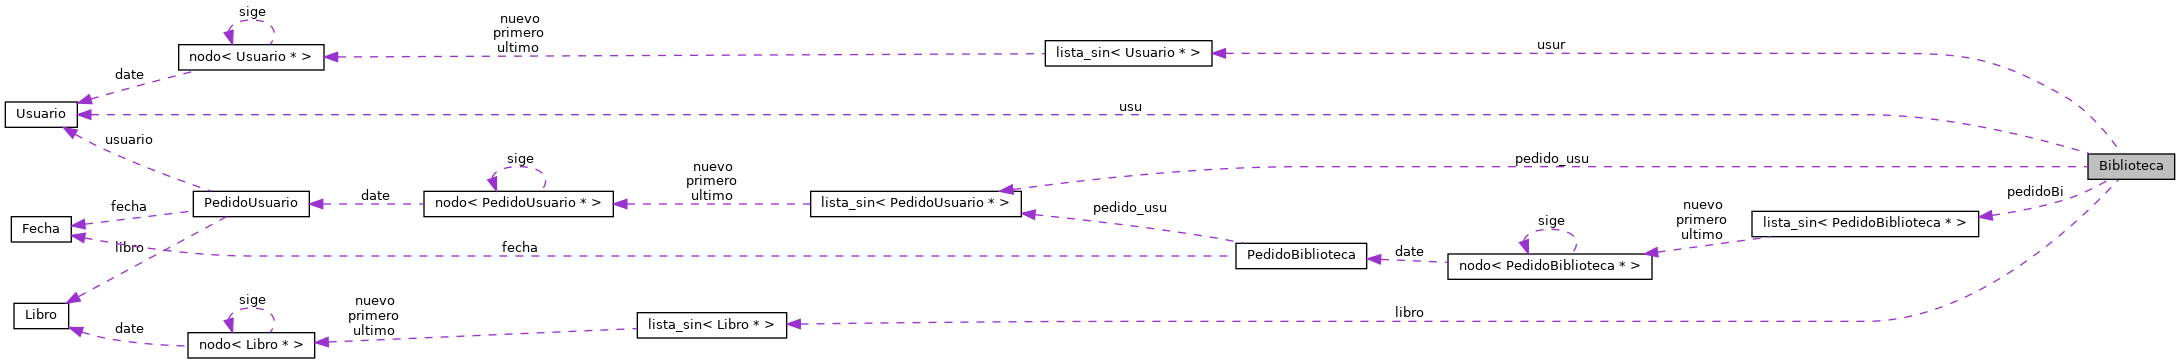 sige
nuevo
primero
ultimo
usur
nodo< Usuario * >
lista_sin< Usuario * >
date
usu
Usuario
usuario
sige
nuevo
primero
ultimo
pedido_usu
Biblioteca
pedidoBi
date
PedidoUsuario
nodo< PedidoUsuario * >
lista_sin< PedidoUsuario * >
fecha
pedido_usu
nuevo
primero
ultimo
sige
lista_sin< PedidoBiblioteca * >
Fecha
libro
fecha
PedidoBiblioteca
date
nodo< PedidoBiblioteca * >
sige
nuevo
primero
ultimo
libro
Libro
date
lista_sin< Libro * >
nodo< Libro * >